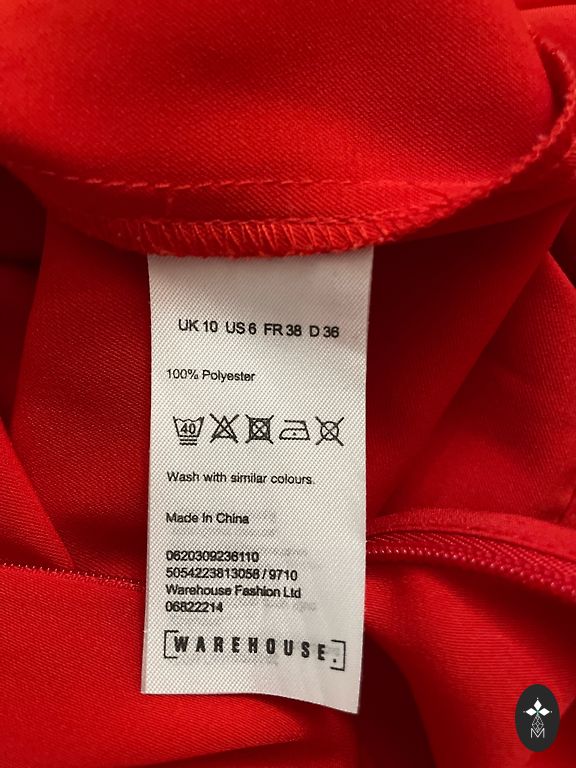 UK 10 US 6 FR 38 D 36
100% Polyester
40
Wash with similar colours.
Made In China
0620309236110
5054223813058 / 9710
Warehouse Fashion Ltd
06822214
[WAREHOUSE.]
M